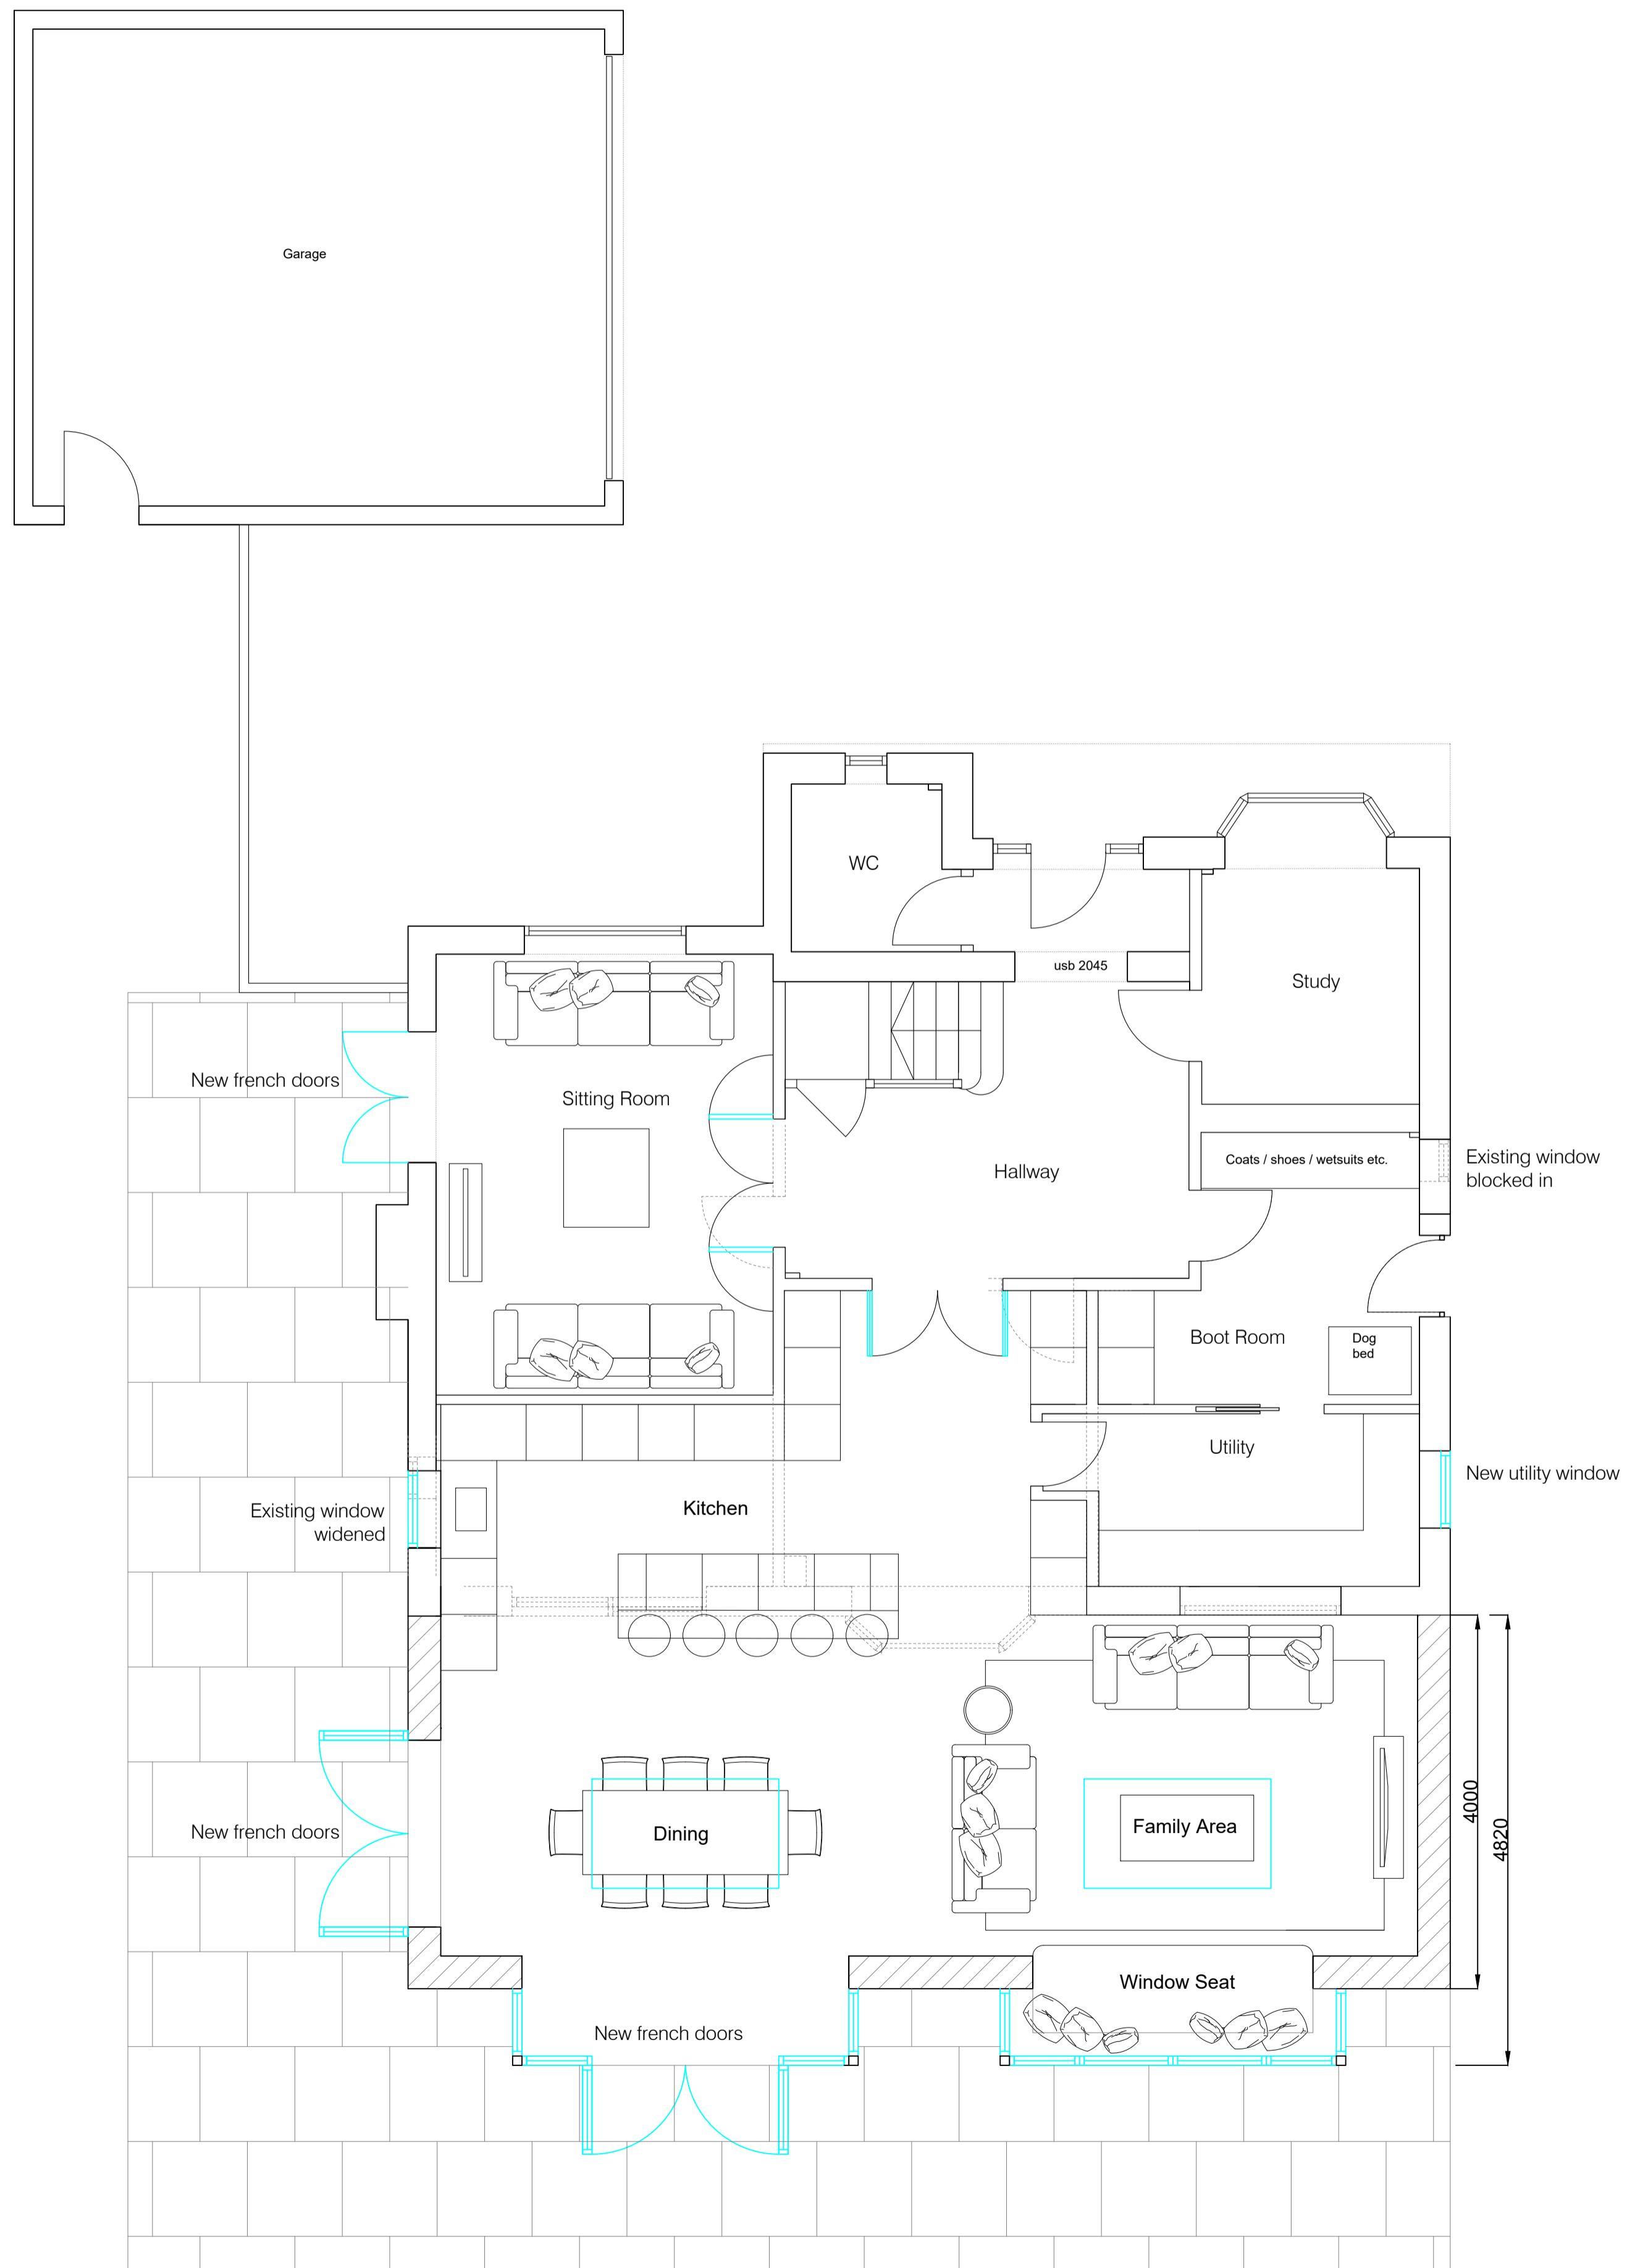 Garage
WC
usb 2045
Study
New french doors
Sitting Room
Hallway
Coats / shoes / wetsuits etc.
Existing window
blocked in
Boot Room
Dog
bed
Utility
New utility window
Existing window
widened
Kitchen
4000
4820
New french doors
Dining
Family Area
Window Seat
New french doors